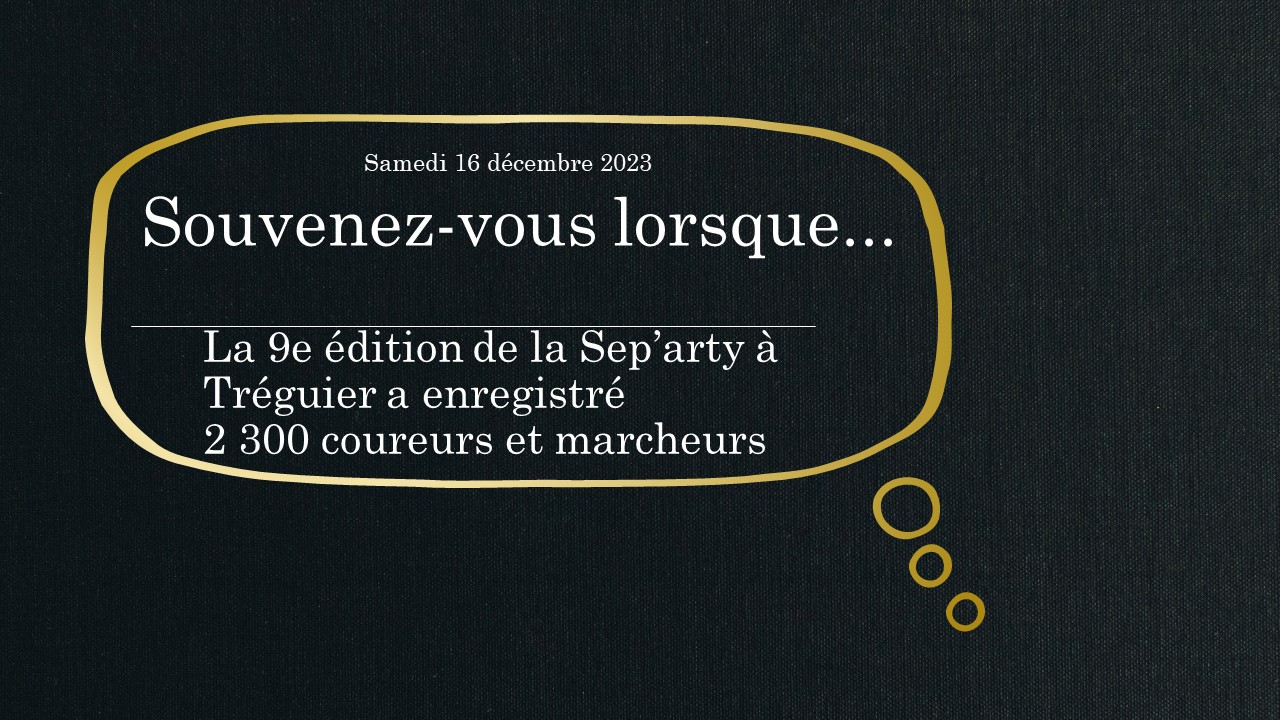 Samedi 16 décembre 2023
Souvenez-vous lorsque...
La 9e édition de la Sep’arty à
Tréguier a enregistré
2 300 coureurs et marcheurs